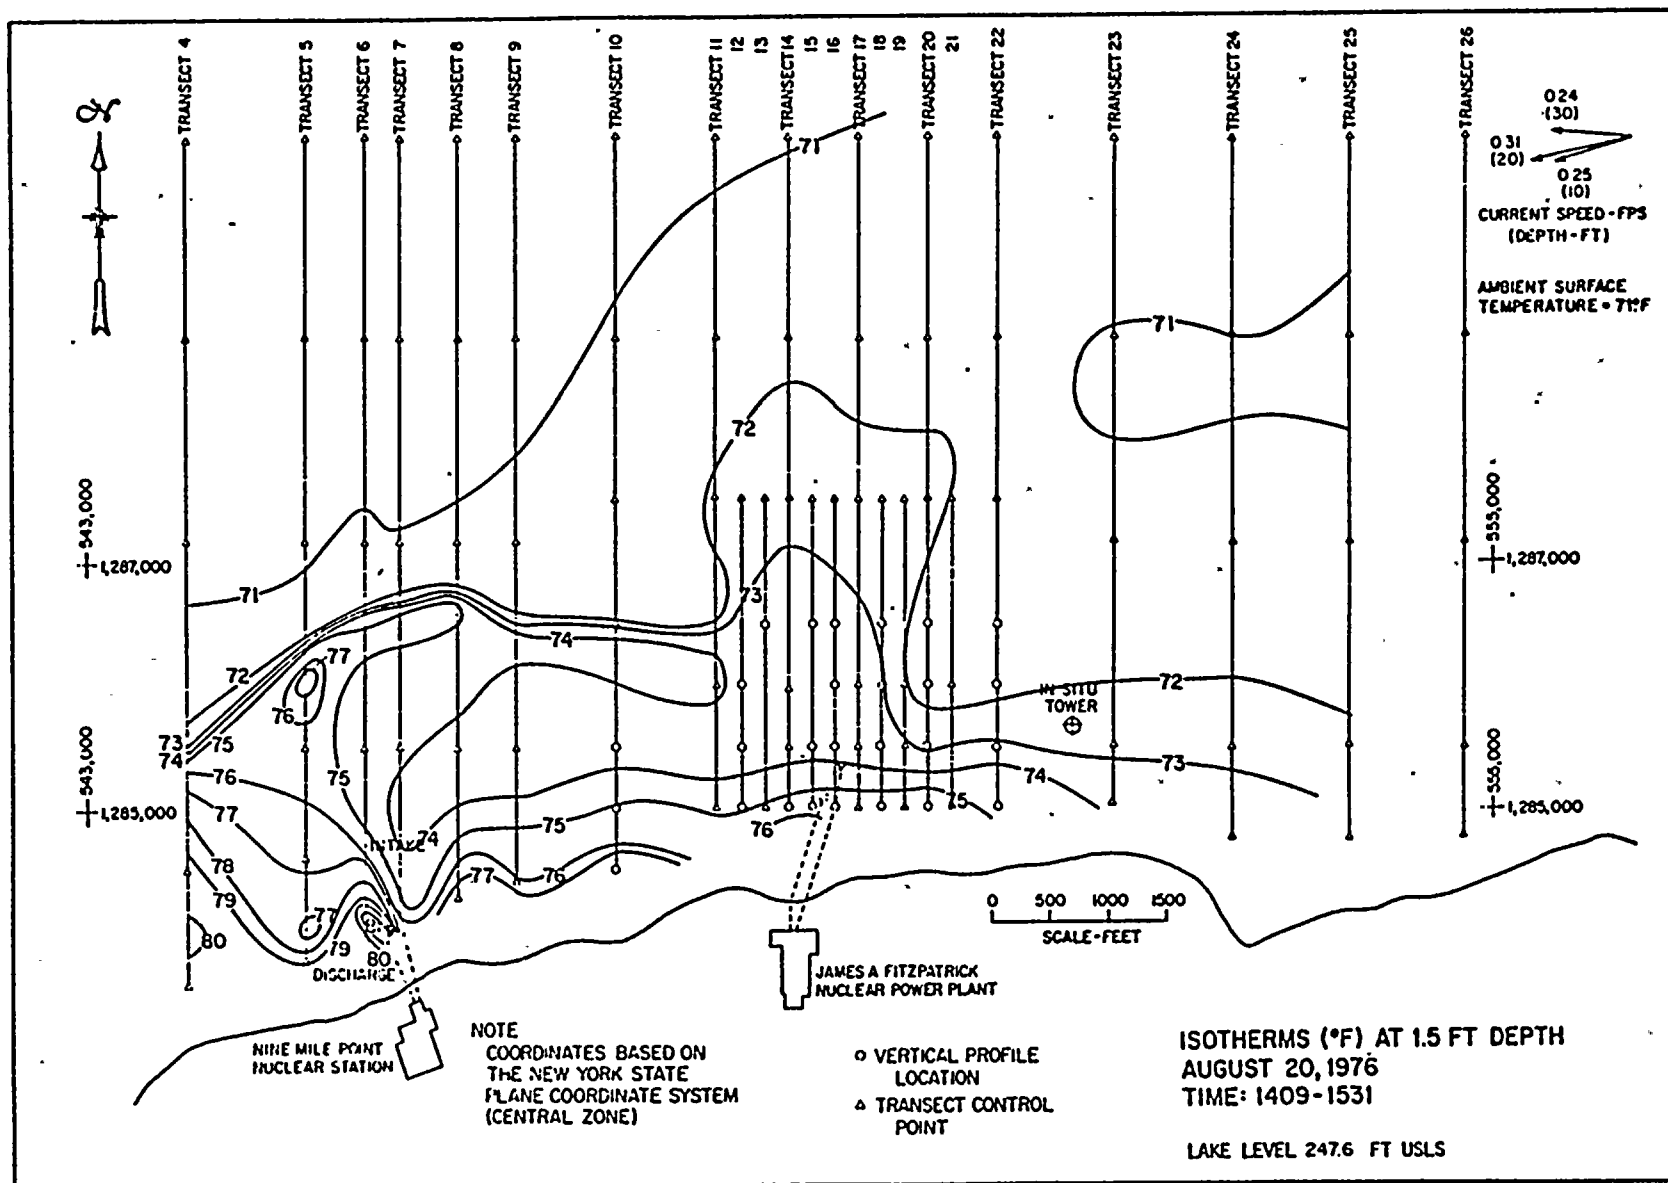 TRANSECT 4
TRANSECT 5
TRANSECT 6
TRANSECT 7
TRANSECT 8
TRANSECT 9
TRANSECT 10
TRANSECT 11
12
13
TRANSECT 14
15
16
TRANSECT 17
18
19
TRANSECT 20
21
TRANSECT 22
TRANSECT 23
TRANSECT 24
TRANSECT 25
TRANSECT 26
0.24
(30)
0.31
(20)
0.25
(10)
CURRENT SPEED-FPS
(DEPTH-FT)
AMBIENT SURFACE
TEMPERATURE = 71°F
71
71
72
543,000
1,287,000
555,000
1,287,000
71
73
74
77
72
76
72
IN SITU
TOWER
73
74
75
76
75
73
74
543,000
1,285,000
77
74
75
75
76
555,000
1,285,000
INTAKE
78
79
77
76
77
80
79
80
DISCHARGE
0 500 1000 1500
SCALE-FEET
JAMES A FITZPATRICK
NUCLEAR POWER PLANT
NINE MILE POINT
NUCLEAR STATION
NOTE
COORDINATES BASED ON
THE NEW YORK STATE
PLANE COORDINATE SYSTEM
(CENTRAL ZONE)
VERTICAL PROFILE
LOCATION
TRANSECT CONTROL
POINT
ISOTHERMS (°F) AT 1.5 FT DEPTH
AUGUST 20, 1976
TIME: 1409-1531
LAKE LEVEL 247.6 FT USLS